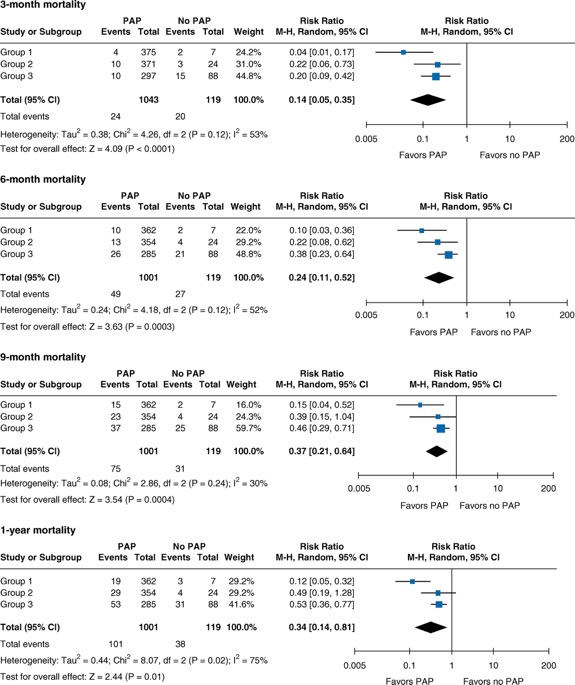 3-month mortality
PAP No PAP Risk Ratio Risk Ratio
Study or Subgroup Events Total Events Total Weight M-H, Random, 95% CI M-H, Random, 95% CI
Group 1 4 375 2 7 24.2% 0.04 [0.01, 0.17]
Group 2 10 371 3 24 31.0% 0.22 [0.06, 0.73]
Group 3 10 297 15 88 44.8% 0.20 [0.09, 0.42]
Total (95% CI) 1043 119 100.0% 0.14 [0.05, 0.35]
Total events 24 20
Heterogeneity: Tau2 = 0.38; Chi2 = 4.26, df = 2 (P = 0.12); I2 = 53%
Test for overall effect: Z = 4.09 (P < 0.0001)
0.005 0.1 1 10 200
Favors PAP Favors no PAP
6-month mortality
PAP No PAP Risk Ratio Risk Ratio
Study or Subgroup Events Total Events Total Weight M-H, Random, 95% CI M-H, Random, 95% CI
Group 1 10 362 2 7 22.0% 0.10 [0.03, 0.36]
Group 2 13 354 4 24 29.2% 0.22 [0.08, 0.62]
Group 3 26 285 21 88 48.8% 0.38 [0.23, 0.64]
Total (95% CI) 1001 119 100.0% 0.24 [0.11, 0.52]
Total events 49 27
Heterogeneity: Tau2 = 0.24; Chi2 = 4.18, df = 2 (P = 0.12); I2 = 52%
Test for overall effect: Z = 3.63 (P = 0.0003)
0.005 0.1 1 10 200
Favors PAP Favors no PAP
9-month mortality
PAP No PAP Risk Ratio Risk Ratio
Study or Subgroup Events Total Events Total Weight M-H, Random, 95% CI M-H, Random, 95% CI
Group 1 15 362 2 7 16.0% 0.15 [0.04, 0.52]
Group 2 23 354 4 24 24.3% 0.39 [0.15, 1.04]
Group 3 37 285 25 88 59.7% 0.46 [0.29, 0.71]
Total (95% CI) 1001 119 100.0% 0.37 [0.21, 0.64]
Total events 75 31
Heterogeneity: Tau2 = 0.08; Chi2 = 2.86, df = 2 (P = 0.24); I2 = 30%
Test for overall effect: Z = 3.54 (P = 0.0004)
0.005 0.1 1 10 200
Favors PAP Favors no PAP
1-year mortality
PAP No PAP Risk Ratio Risk Ratio
Study or Subgroup Events Total Events Total Weight M-H, Random, 95% CI M-H, Random, 95% CI
Group 1 19 362 3 7 29.2% 0.12 [0.05, 0.32]
Group 2 29 354 4 24 29.2% 0.49 [0.19, 1.28]
Group 3 53 285 31 88 41.6% 0.53 [0.36, 0.77]
Total (95% CI) 1001 119 100.0% 0.34 [0.14, 0.81]
Total events 101 38
Heterogeneity: Tau2 = 0.44; Chi2 = 8.07, df = 2 (P = 0.02); I2 = 75%
Test for overall effect: Z = 2.44 (P = 0.01)
0.005 0.1 1 10 200
Favors PAP Favors no PAP